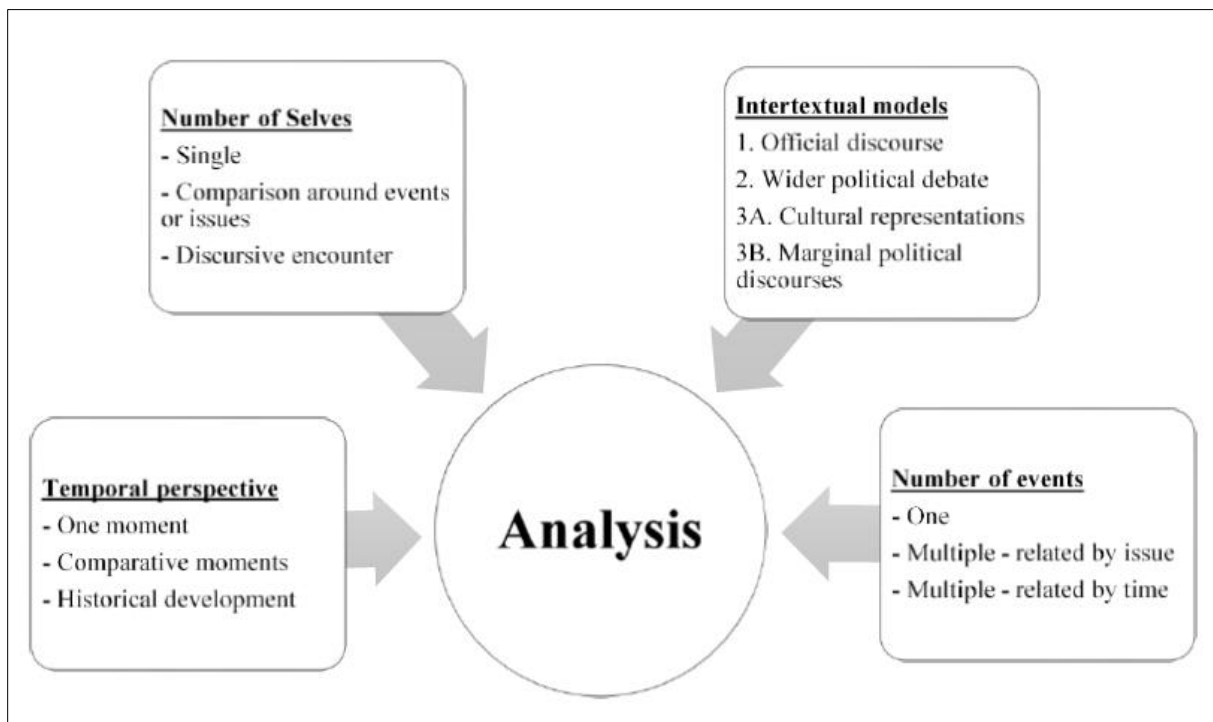 Number of Selves
- Single
- Comparison around events
or issues
- Discursive encounter
Intertextual models
1. Official discourse
2. Wider political debate
3A. Cultural representations
3B. Marginal political
discourses
Temporal perspective
- One moment
- Comparative moments
- Historical development
Analysis
Number of events
- One
- Multiple - related by issue
- Multiple - related by time